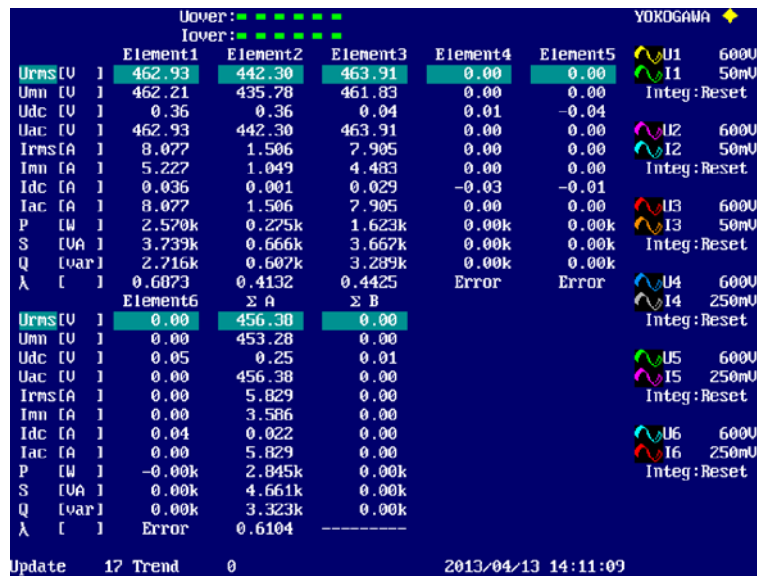 Uover:
YOKOGAWA
Iover:
Element1 Element2 Element3 Element4 Element5
Urms[V ] 462.93 442.30 463.91 0.00 0.00
Umn [V ] 462.21 435.78 461.83 0.00 0.00
Udc [V ] 0.36 0.36 0.04 0.01 -0.04
Uac [V ] 462.93 442.30 463.91 0.00 0.00
Irms[A ] 8.077 1.506 7.905 0.00 0.00
Imn [A ] 5.227 1.049 4.483 0.00 0.00
Idc [A ] 0.036 0.001 0.029 -0.03 -0.01
Iac [A ] 8.077 1.506 7.905 0.00 0.00
P [W ] 2.570k 0.275k 1.623k 0.00k 0.00k
S [VA ] 3.739k 0.666k 3.667k 0.00k 0.00k
Q [var] 2.716k 0.607k 3.289k 0.00k 0.00k
λ [ ] 0.6873 0.4132 0.4425 Error Error
Element6 Σ A Σ B
Urms[V ] 0.00 456.38 0.00
Umn [V ] 0.00 453.28 0.00
Udc [V ] 0.05 0.25 0.01
Uac [V ] 0.00 456.38 0.00
Irms[A ] 0.00 5.829 0.00
Imn [A ] 0.00 3.586 0.00
Idc [A ] 0.04 0.022 0.00
Iac [A ] 0.00 5.829 0.00
P [W ] -0.00k 2.845k 0.00k
S [VA ] 0.00k 4.661k 0.00k
Q [var] 0.00k 3.323k 0.00k
λ [ ] Error 0.6104 ---------
U1 600V
I1 50mV
Integ:Reset
U2 600V
I2 50mV
Integ:Reset
U3 600V
I3 50mV
Integ:Reset
U4 600V
I4 250mV
Integ:Reset
U5 600V
I5 250mV
Integ:Reset
U6 600V
I6 250mV
Integ:Reset
Update 17 Trend 0 2013/04/13 14:11:09